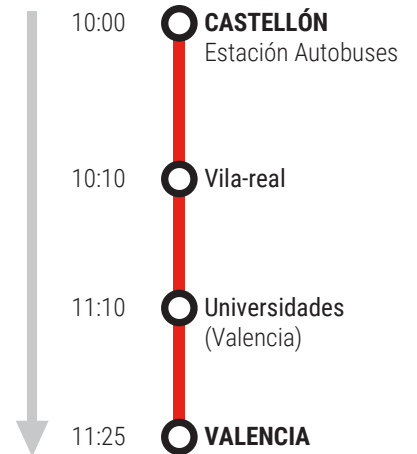 10:00 CASTELLÓN
Estación Autobuses
10:10 Vila-real
11:10 Universidades
(Valencia)
11:25 VALENCIA